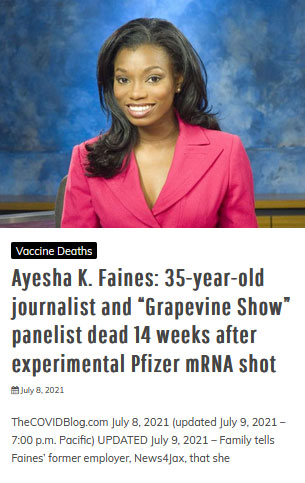 Vaccine Deaths
Ayesha K. Faines: 35-year-old
journalist and “Grapevine Show”
panelist dead 14 weeks after
experimental Pfizer mRNA shot
July 8, 2021
TheCOVIDBlog.com July 8, 2021 (updated July 9, 2021 –
7:00 p.m. Pacific) UPDATED July 9, 2021 – Family tells
Faines’ former employer, News4Jax, that she